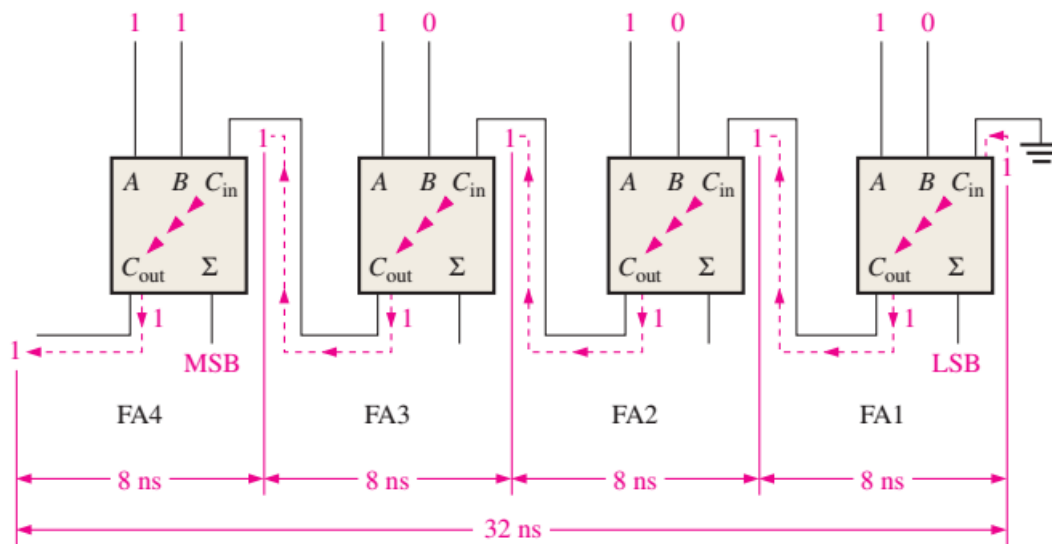 1 1 1 0 1 0 1 0
1 1 1 1
A B Cin A B Cin A B Cin A B Cin
Cout Σ Cout Σ Cout Σ Cout Σ
1 1 1 1
1 MSB LSB
FA4 FA3 FA2 FA1
8 ns 8 ns 8 ns 8 ns
32 ns